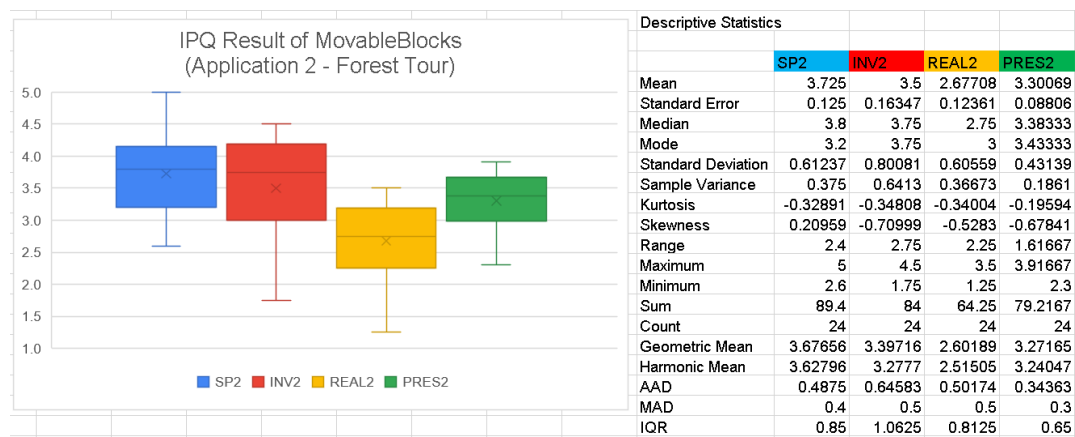 IPQ Result of MovableBlocks
(Application 2 - Forest Tour)
5.0
4.5
4.0
3.5
3.0
2.5
2.0
1.5
1.0
SP2 INV2 REAL2 PRES2
Descriptive Statistics
SP2 INV2 REAL2 PRES2
Mean 3.725 3.5 2.67708 3.30069
Standard Error 0.125 0.16347 0.12361 0.08806
Median 3.8 3.75 2.75 3.38333
Mode 3.2 3.75 3 3.43333
Standard Deviation 0.61237 0.80081 0.60559 0.43139
Sample Variance 0.375 0.6413 0.36673 0.1861
Kurtosis -0.32891 -0.34808 -0.34004 -0.19594
Skewness 0.20959 -0.70999 -0.5283 -0.67841
Range 2.4 2.75 2.25 1.61667
Maximum 5 4.5 3.5 3.91667
Minimum 2.6 1.75 1.25 2.3
Sum 89.4 84 64.25 79.2167
Count 24 24 24 24
Geometric Mean 3.67656 3.39716 2.60189 3.27165
Harmonic Mean 3.62796 3.2777 2.51505 3.24047
AAD 0.4875 0.64583 0.50174 0.34363
MAD 0.4 0.5 0.5 0.3
IQR 0.85 1.0625 0.8125 0.65